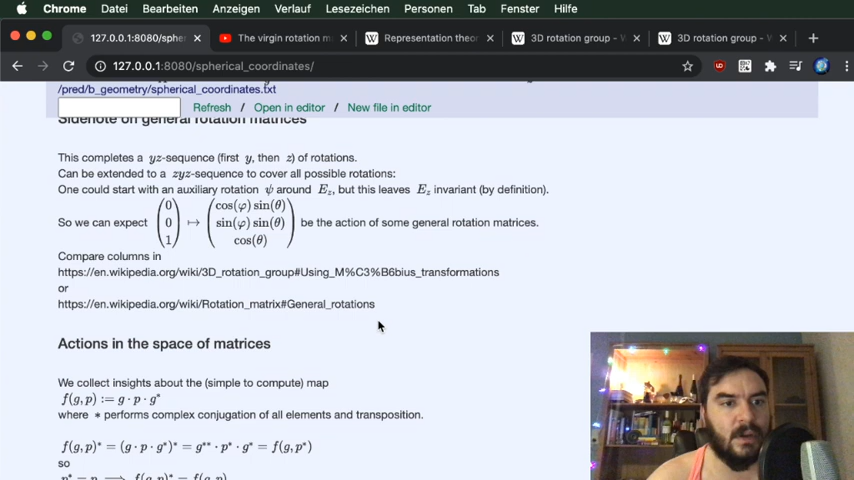 Chrome Datei Bearbeiten Anzeigen Verlauf Lesezeichen Personen Tab Fenster Hilfe
127.0.0.1:8080/sphe The virgin rotation m Representation theo 3D rotation group - W 3D rotation group - W
127.0.0.1:8080/spherical_coordinates/
/pred/b_geometry/spherical_coordinates.txt
Refresh / Open in editor / New file in editor
Sidenote on general rotation matrices
This completes a yz-sequence (first y, then z) of rotations.
Can be extended to a zyz-sequence to cover all possible rotations:
One could start with an auxiliary rotation ψ around E_z, but this leaves E_z invariant (by definition).
So we can expect (0 0 1) ↦ (cos(φ) sin(θ) sin(φ) sin(θ) cos(θ)) be the action of some general rotation matrices.
Compare columns in
https://en.wikipedia.org/wiki/3D_rotation_group#Using_M%C3%B6bius_transformations
or
https://en.wikipedia.org/wiki/Rotation_matrix#General_rotations
Actions in the space of matrices
We collect insights about the (simple to compute) map
f(g, p) := g · p · g*
where * performs complex conjugation of all elements and transposition.
f(g, p)* = (g · p · g*)* = g** · p* · g* = f(g, p*)
so
p* = p ⟹ f(g, p)* = f(g, p)